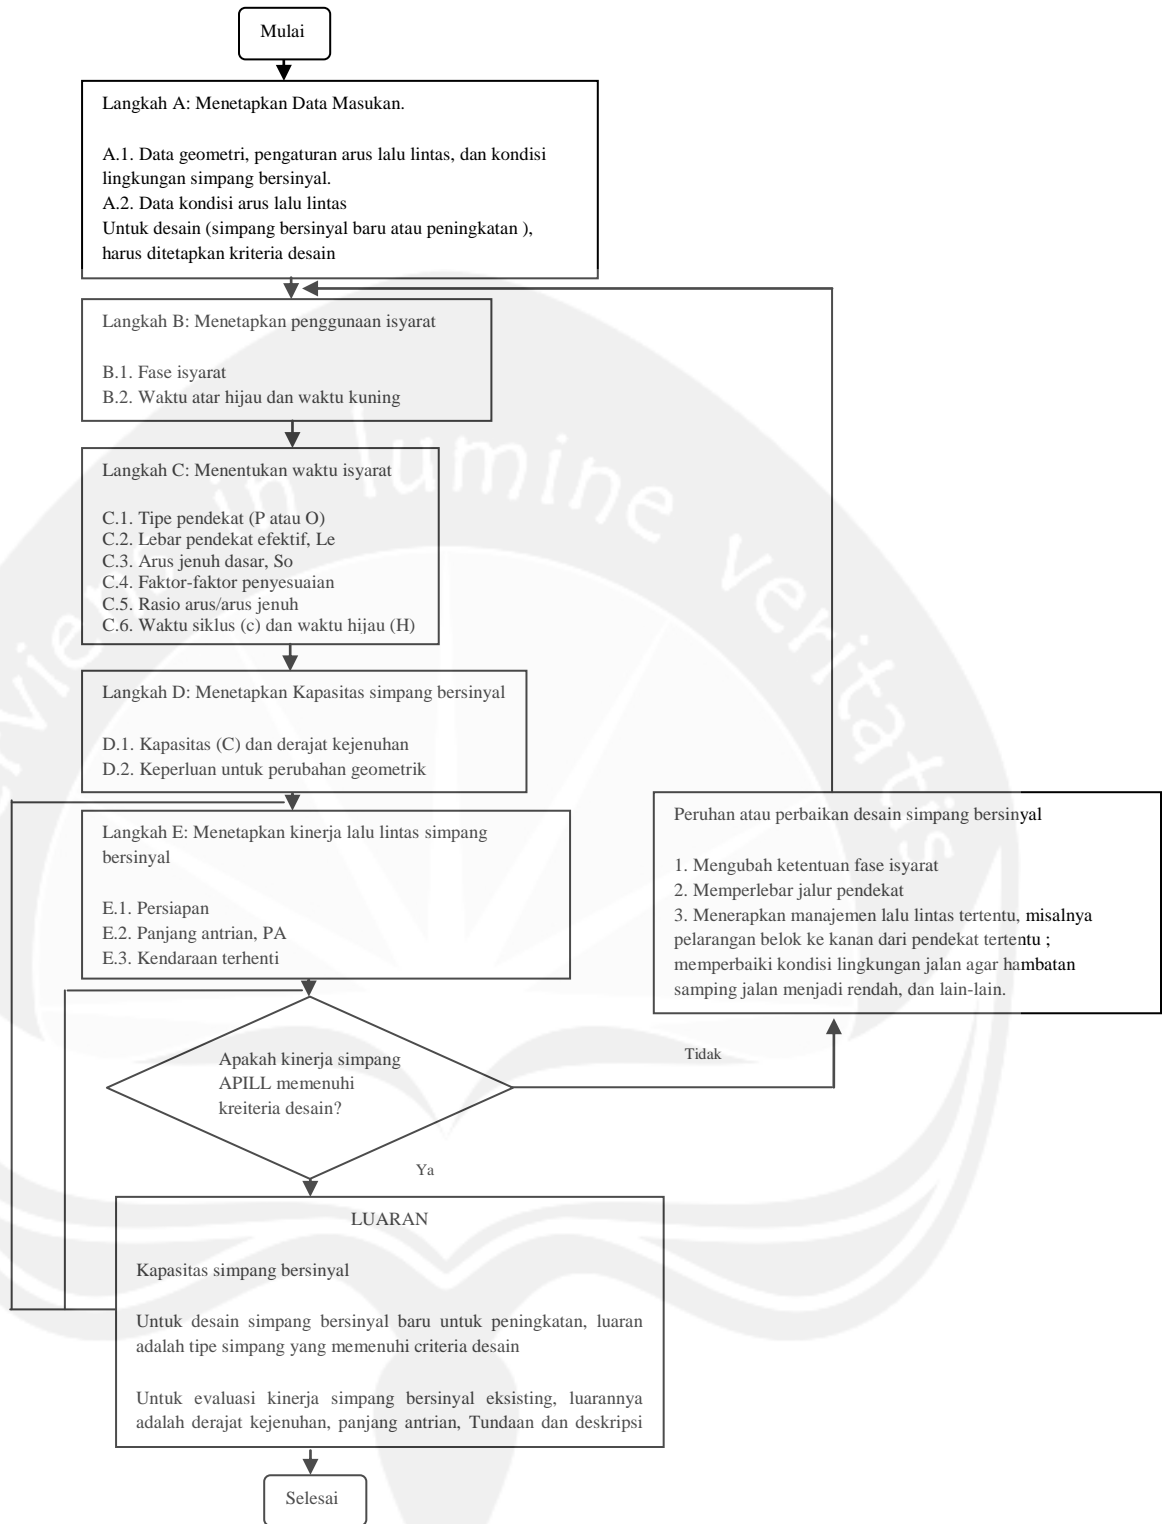 Mulai
Langkah A: Menetapkan Data Masukan.
A.1. Data geometri, pengaturan arus lalu lintas, dan kondisi
lingkungan simpang bersinyal.
A.2. Data kondisi arus lalu lintas
Untuk desain (simpang bersinyal baru atau peningkatan ),
harus ditetapkan kriteria desain
Langkah B: Menetapkan penggunaan isyarat
B.1. Fase isyarat
B.2. Waktu atar hijau dan waktu kuning
Langkah C: Menentukan waktu isyarat
C.1. Tipe pendekat (P atau O)
C.2. Lebar pendekat efektif, Le
C.3. Arus jenuh dasar, So
C.4. Faktor-faktor penyesuaian
C.5. Rasio arus/arus jenuh
C.6. Waktu siklus (c) dan waktu hijau (H)
Langkah D: Menetapkan Kapasitas simpang bersinyal
D.1. Kapasitas (C) dan derajat kejenuhan
D.2. Keperluan untuk perubahan geometrik
Langkah E: Menetapkan kinerja lalu lintas simpang
bersinyal
E.1. Persiapan
E.2. Panjang antrian, PA
E.3. Kendaraan terhenti
Peruhan atau perbaikan desain simpang bersinyal
1. Mengubah ketentuan fase isyarat
2. Memperlebar jalur pendekat
3. Menerapkan manajemen lalu lintas tertentu, misalnya
pelarangan belok ke kanan dari pendekat tertentu ;
memperbaiki kondisi lingkungan jalan agar hambatan
samping jalan menjadi rendah, dan lain-lain.
Apakah kinerja simpang
APILL memenuhi
kreiteria desain?
Tidak
Ya
LUARAN
Kapasitas simpang bersinyal
Untuk desain simpang bersinyal baru untuk peningkatan, luaran
adalah tipe simpang yang memenuhi criteria desain
Untuk evaluasi kinerja simpang bersinyal eksisting, luarannya
adalah derajat kejenuhan, panjang antrian, Tundaan dan deskripsi
Selesai
in lumine veritatis